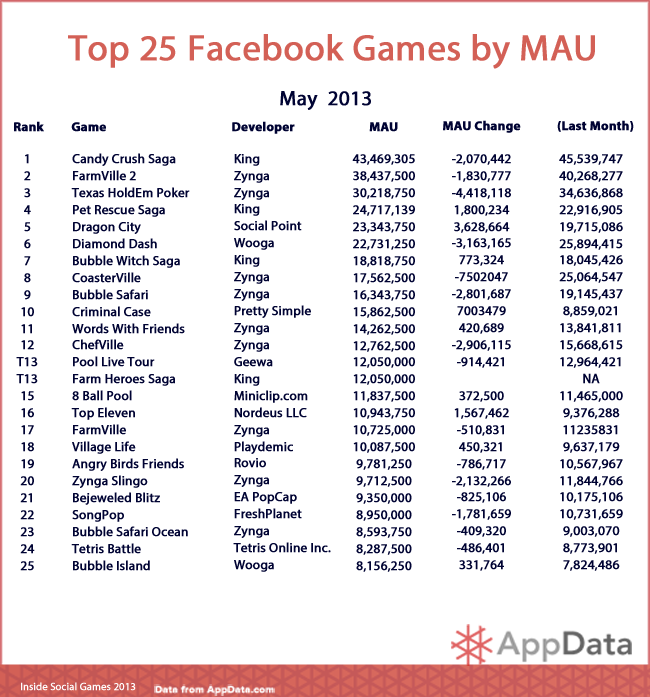 Top 25 Facebook Games by MAU
May 2013
Rank Game Developer MAU MAU Change (Last Month)
1 Candy Crush Saga King 43,469,305 -2,070,442 45,539,747
2 FarmVille 2 Zynga 38,437,500 -1,830,777 40,268,277
3 Texas HoldEm Poker Zynga 30,218,750 -4,418,118 34,636,868
4 Pet Rescue Saga King 24,717,139 1,800,234 22,916,905
5 Dragon City Social Point 23,343,750 3,628,664 19,715,086
6 Diamond Dash Wooga 22,731,250 -3,163,165 25,894,415
7 Bubble Witch Saga King 18,818,750 773,324 18,045,426
8 CoasterVille Zynga 17,562,500 -7502047 25,064,547
9 Bubble Safari Zynga 16,343,750 -2,801,687 19,145,437
10 Criminal Case Pretty Simple 15,862,500 7003479 8,859,021
11 Words With Friends Zynga 14,262,500 420,689 13,841,811
12 ChefVille Zynga 12,762,500 -2,906,115 15,668,615
T13 Pool Live Tour Geewa 12,050,000 -914,421 12,964,421
T13 Farm Heroes Saga King 12,050,000 NA
15 8 Ball Pool Miniclip.com 11,837,500 372,500 11,465,000
16 Top Eleven Nordeus LLC 10,943,750 1,567,462 9,376,288
17 FarmVille Zynga 10,725,000 -510,831 11235831
18 Village Life Playdemic 10,087,500 450,321 9,637,179
19 Angry Birds Friends Rovio 9,781,250 -786,717 10,567,967
20 Zynga Slingo Zynga 9,712,500 -2,132,266 11,844,766
21 Bejeweled Blitz EA PopCap 9,350,000 -825,106 10,175,106
22 SongPop FreshPlanet 8,950,000 -1,781,659 10,731,659
23 Bubble Safari Ocean Zynga 8,593,750 -409,320 9,003,070
24 Tetris Battle Tetris Online Inc. 8,287,500 -486,401 8,773,901
25 Bubble Island Wooga 8,156,250 331,764 7,824,486
AppData
Inside Social Games 2013 Data from AppData.com